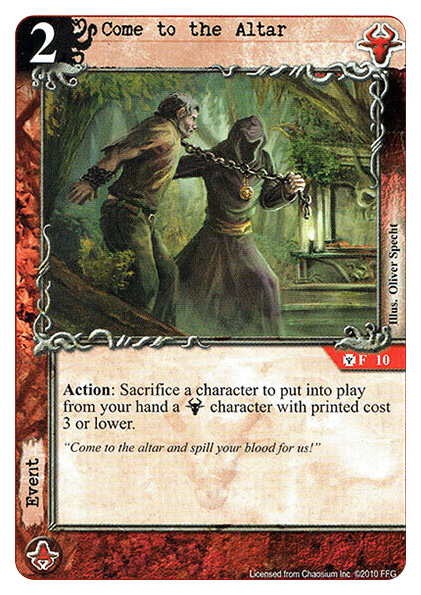 2
Come to the Altar
Illus. Oliver Specht
F 10
Action: Sacrifice a character to put into play
from your hand a character with printed cost
3 or lower.
“Come to the altar and spill your blood for us!”
Event
Licensed from Chaosium Inc. ©2010 FFG